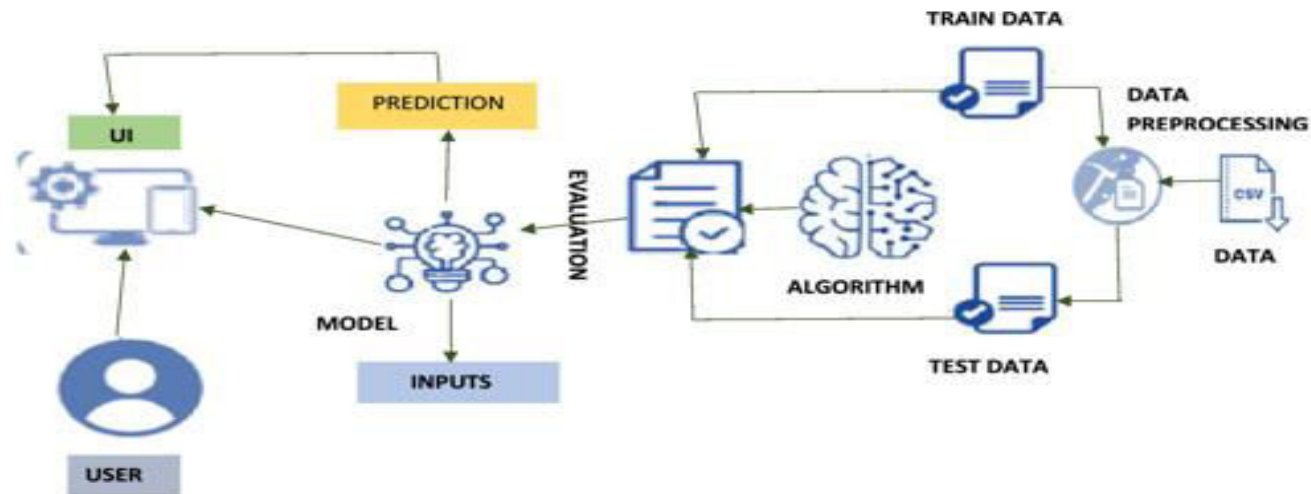 TRAIN DATA
PREDICTION
DATA
PREPROCESSING
UI
EVALUATION
CSV
DATA
ALGORITHM
MODEL
INPUTS
TEST DATA
USER